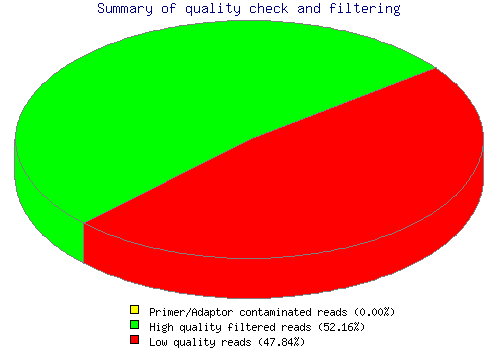 Summary of quality check and filtering
Primer/Adaptor contaminated reads (0.00%)
High quality filtered reads (52.16%)
Low quality reads (47.84%)